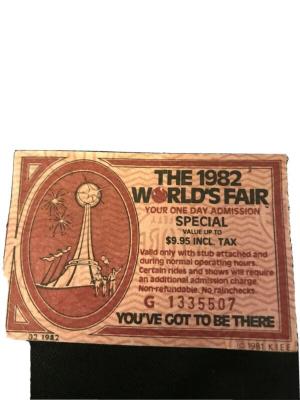 THE 1982
WORLD'S FAIR
YOUR ONE DAY ADMISSION
SPECIAL
VALUE UP TO
$9.95 INCL. TAX
Valid only with stub attached and
during normal operating hours.
Certain rides and shows will require
an additional admission charge.
Non-refundable. No rainchecks.
G 1335507
YOU'VE GOT TO BE THERE
02 1982
© 1981 K.I.E.E.